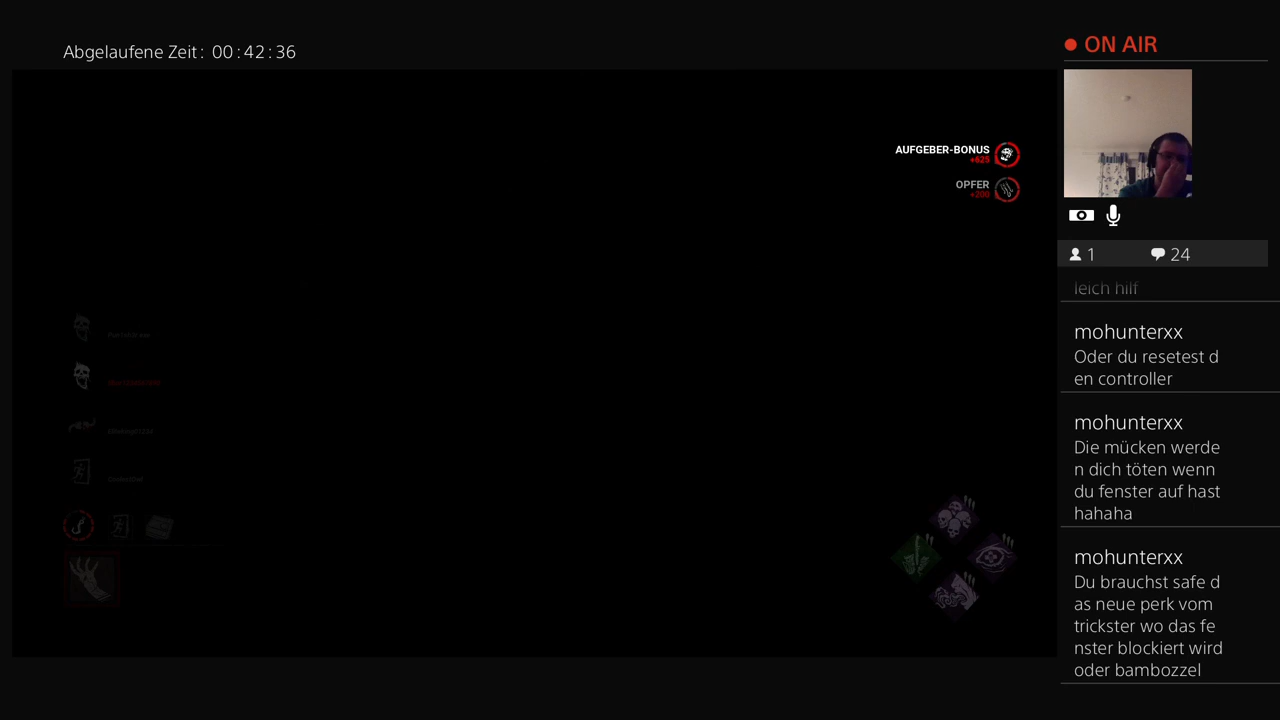 Abgelaufene Zeit: 00:42:36
ON AIR
AUFGEBER-BONUS
+625
OPFER
+200
1
24
leich hilf
mohunterxx
Oder du resetest d
en controller
mohunterxx
Die mücken werde
n dich töten wenn
du fenster auf hast
hahaha
mohunterxx
Du brauchst safe d
as neue perk vom
trickster wo das fe
nster blockiert wird
oder bambozzel